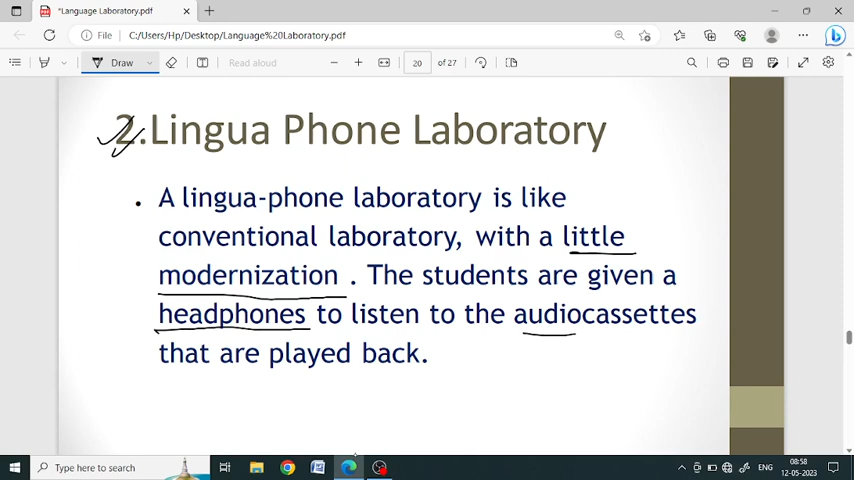 *Language Laboratory.pdf
File C:/Users/Hp/Desktop/Language%20Laboratory.pdf
Draw Read aloud 20 of 27
2.Lingua Phone Laboratory
• A lingua-phone laboratory is like
conventional laboratory, with a little
modernization . The students are given a
headphones to listen to the audiocassettes
that are played back.
Type here to search
ENG
08:58
12-05-2023